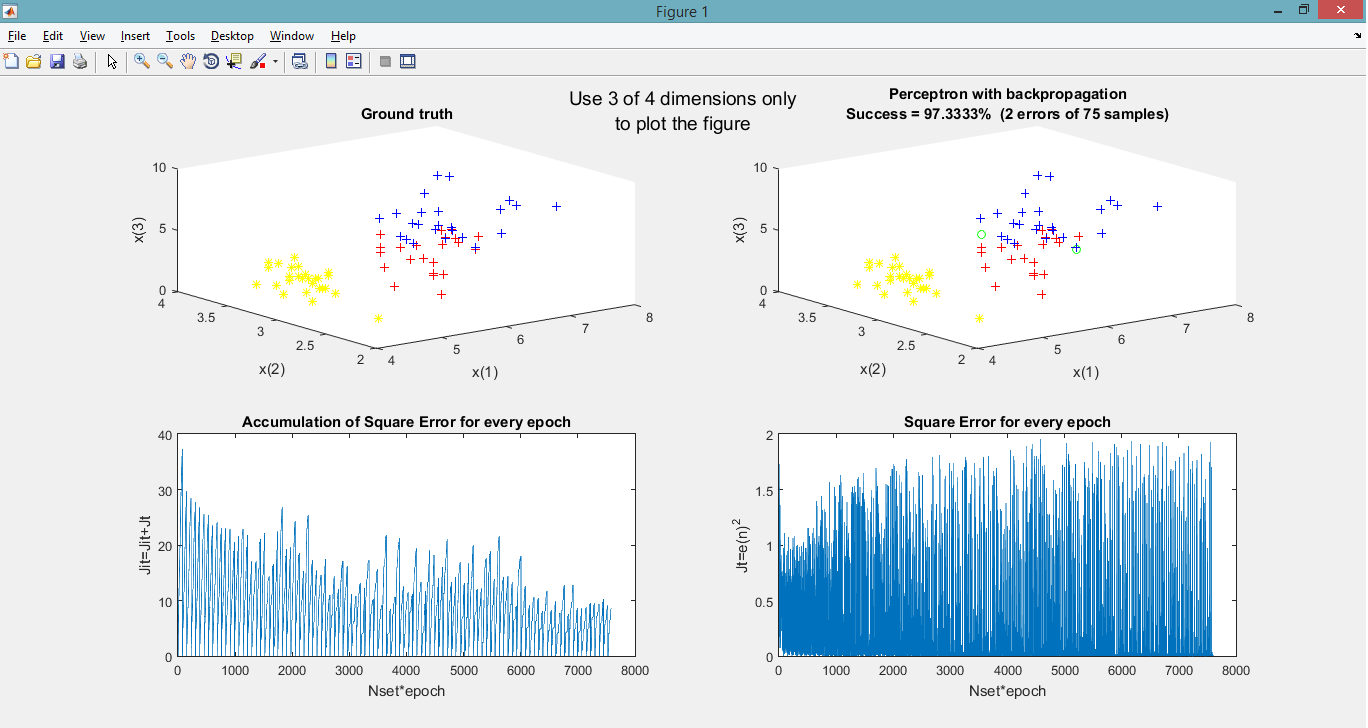 Figure 1
File Edit View Insert Tools Desktop Window Help
Use 3 of 4 dimensions only
to plot the figure
Ground truth
10
5
0
x(3)
4
3.5
3
2.5
2
x(2)
4
5
6
7
8
x(1)
Perceptron with backpropagation
Success = 97.3333% (2 errors of 75 samples)
10
5
0
x(3)
4
3.5
3
2.5
2
x(2)
4
5
6
7
8
x(1)
Accumulation of Square Error for every epoch
40
30
20
10
0
Jit=Jit+Jt
0 1000 2000 3000 4000 5000 6000 7000 8000
Nset*epoch
Square Error for every epoch
2
1.5
1
0.5
0
Jt=e(n)²
0 1000 2000 3000 4000 5000 6000 7000 8000
Nset*epoch